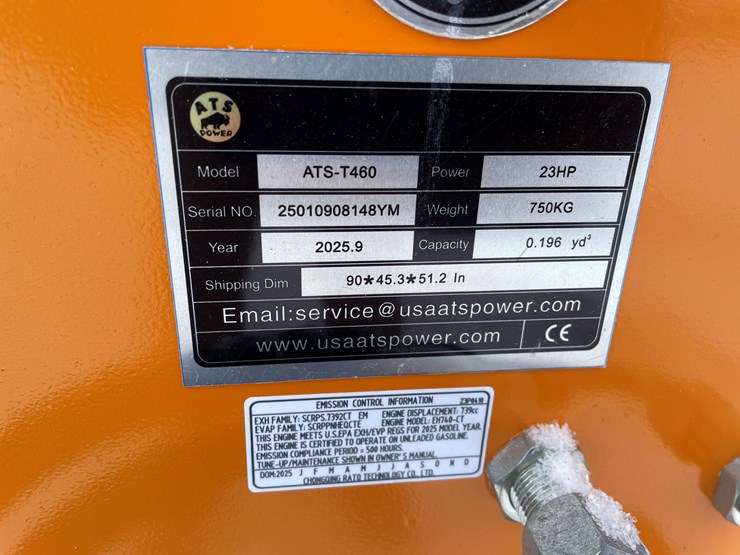 ATS
POWER
Model ATS-T460 Power 23HP
Serial NO. 25010908148YM Weight 750KG
Year 2025.9 Capacity 0.196 yd³
Shipping Dim 90*45.3*51.2 In
Email:service@usaatspower.com
www.usaatspower.com CE
EMISSION CONTROL INFORMATION 23P0410
EXH FAMILY: SCRPS.7392CT EM ENGINE DISPLACEMENT: 739cc
EVAP FAMILY: SCRPPNHEQCTE ENGINE MODEL: EH740-CT
THIS ENGINE MEETS U.S.EPA EXH/EVP REGS FOR 2025 MODEL YEAR.
THIS ENGINE IS CERTIFIED TO OPERATE ON UNLEADED GASOLINE.
EMISSION COMPLIANCE PERIOD = 500 HOURS.
TUNE-UP/MAINTENANCE SHOWN IN OWNER'S MANUAL.
DOM:2025 J F M A M J J A S O N D
CHONGQING RATO TECHNOLOGY CO. LTD.